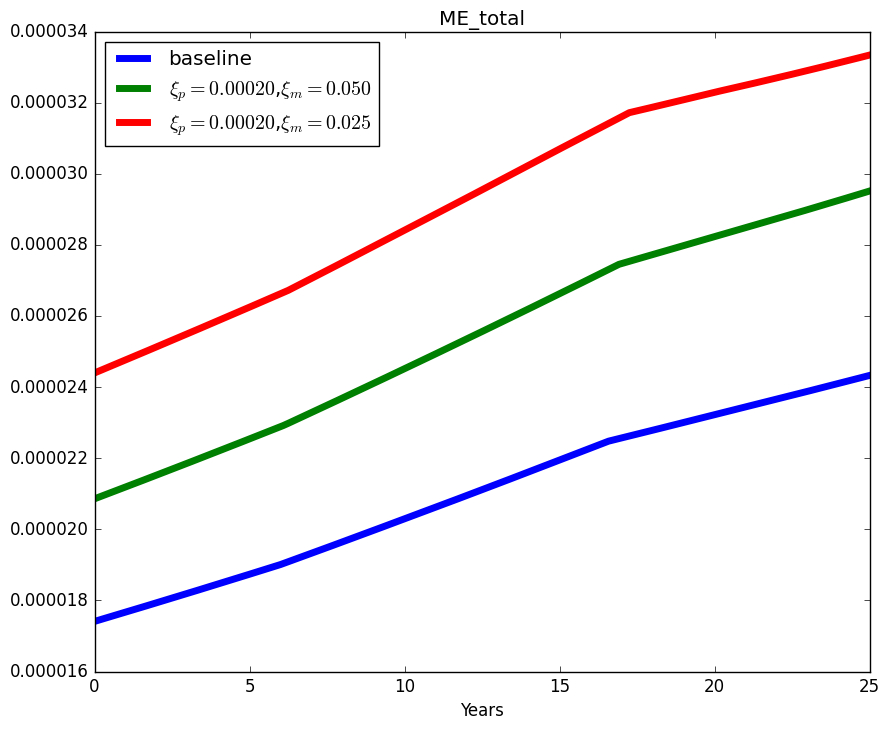 ME_total
0.000034
0.000032
0.000030
0.000028
0.000026
0.000024
0.000022
0.000020
0.000018
0.000016
baseline
ξp = 0.00020,ξm = 0.050
ξp = 0.00020,ξm = 0.025
0 5 10 15 20 25
Years